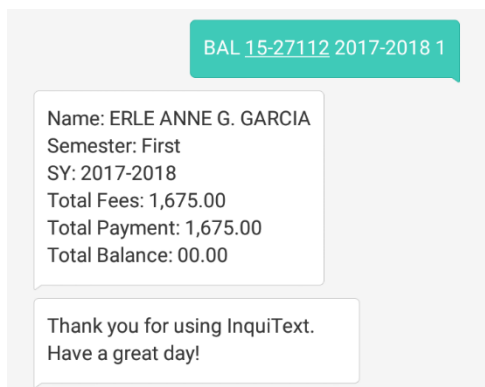 BAL 15-27112 2017-2018 1
Name: ERLE ANNE G. GARCIA
Semester: First
SY: 2017-2018
Total Fees: 1,675.00
Total Payment: 1,675.00
Total Balance: 00.00
Thank you for using InquiText.
Have a great day!